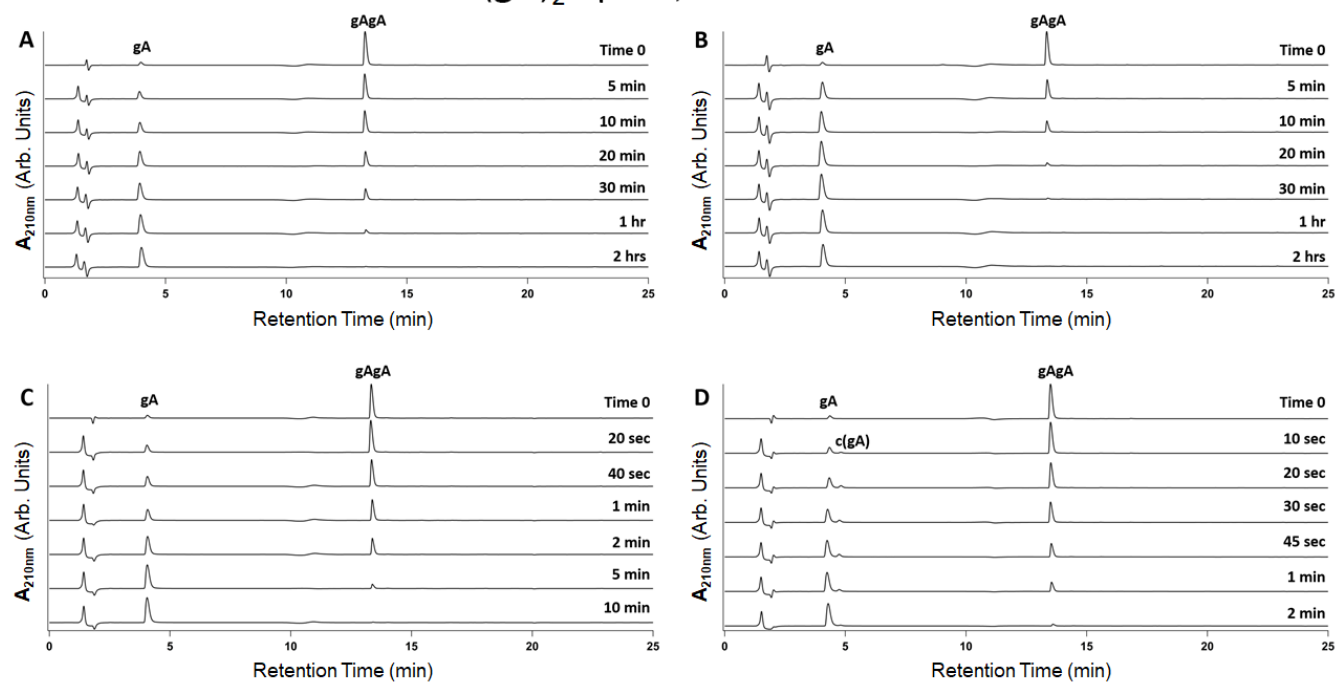 A
gAgA
gA
Time 0
5 min
10 min
20 min
30 min
1 hr
2 hrs
A210nm (Arb. Units)
0 5 10 15 20 25
Retention Time (min)
B
gAgA
gA
Time 0
5 min
10 min
20 min
30 min
1 hr
2 hrs
A210nm (Arb. Units)
0 5 10 15 20 25
Retention Time (min)
C
gAgA
gA
Time 0
20 sec
40 sec
1 min
2 min
5 min
10 min
A210nm (Arb. Units)
0 5 10 15 20 25
Retention Time (min)
D
gAgA
gA
Time 0
c(gA)
10 sec
20 sec
30 sec
45 sec
1 min
2 min
A210nm (Arb. Units)
0 5 10 15 20 25
Retention Time (min)